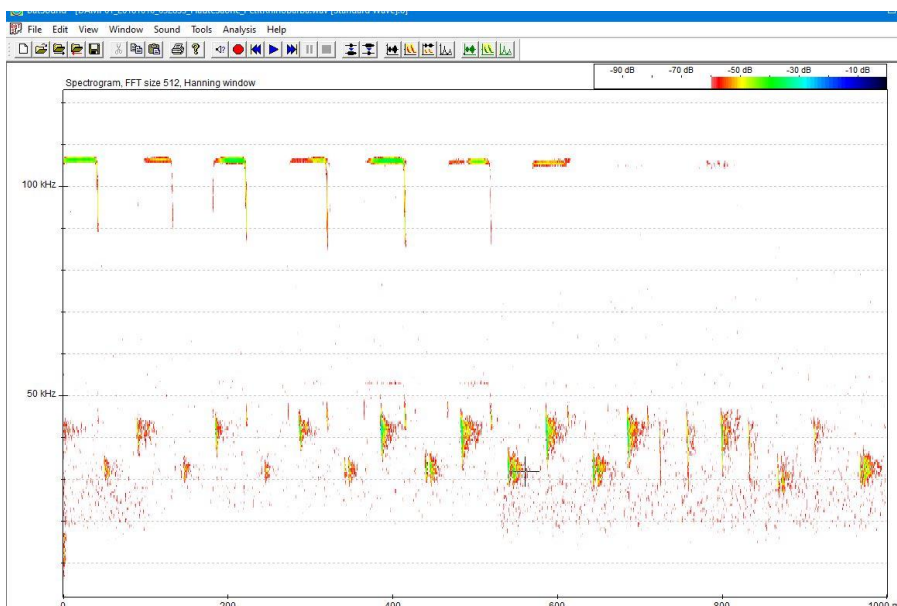 File Edit View Window Sound Tools Analysis Help
-90 dB -70 dB -50 dB -30 dB -10 dB
Spectrogram, FFT size 512, Hanning window
100 kHz
50 kHz
0 200 400 600 800